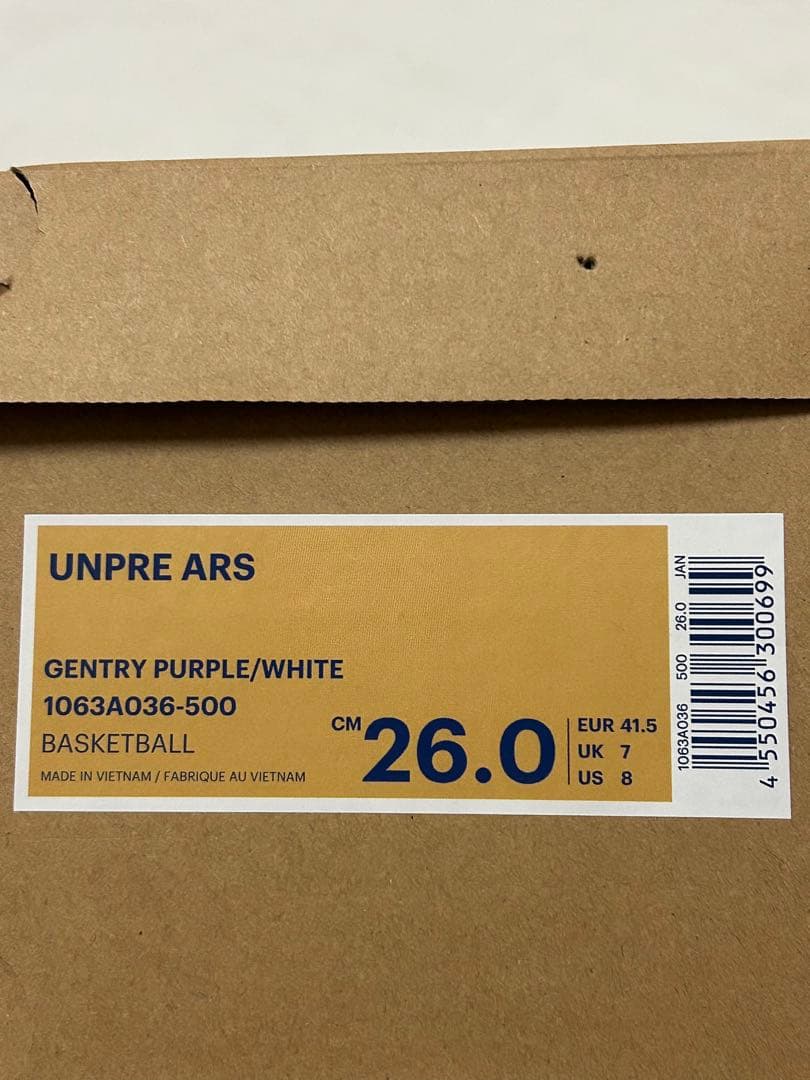 UNPRE ARS
GENTRY PURPLE/WHITE
1063A036-500
BASKETBALL
MADE IN VIETNAM / FABRIQUE AU VIETNAM
CM 26.0
EUR 41.5
UK 7
US 8
1063A036 500 26.0 JAN
4 550456 300699